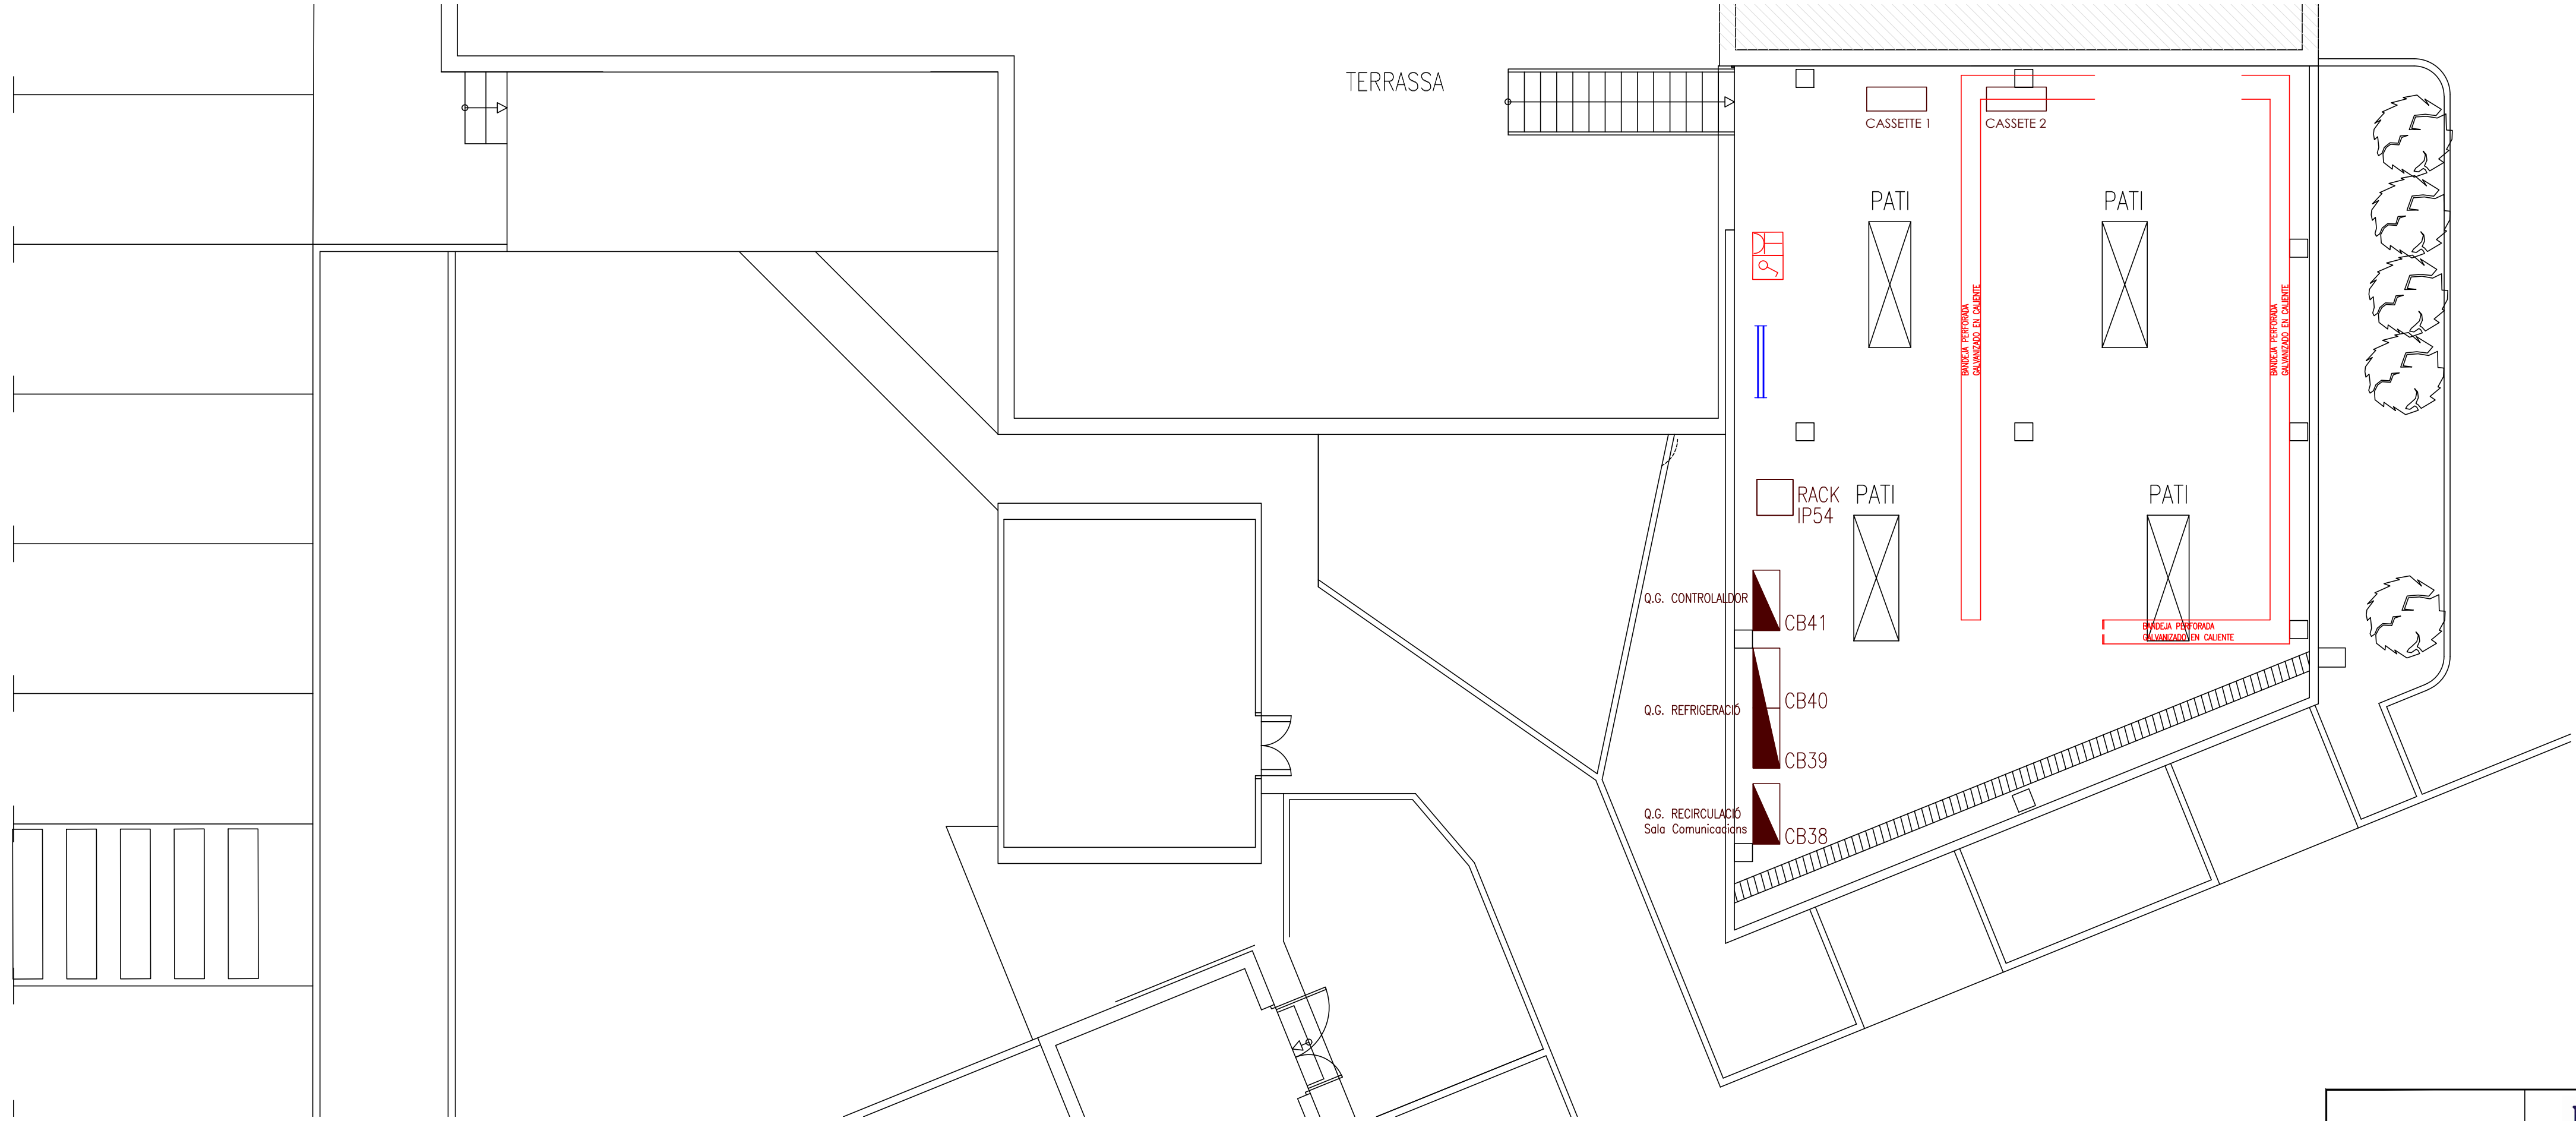 TERRASSA
CASSETTE 1
CASSETE 2
PATI
PATI
BANDEJA PERFORADA
GALVANIZADO EN CALIENTE
BANDEJA PERFORADA
GALVANIZADO EN CALIENTE
RACK
IP54
PATI
PATI
Q.G. CONTROLALDOR
CB41
BANDEJA PERFORADA
GALVANIZADO EN CALIENTE
CB40
Q.G. REFRIGERACIÓ
CB39
Q.G. RECIRCULACIÓ
Sala Comunicacions
CB38